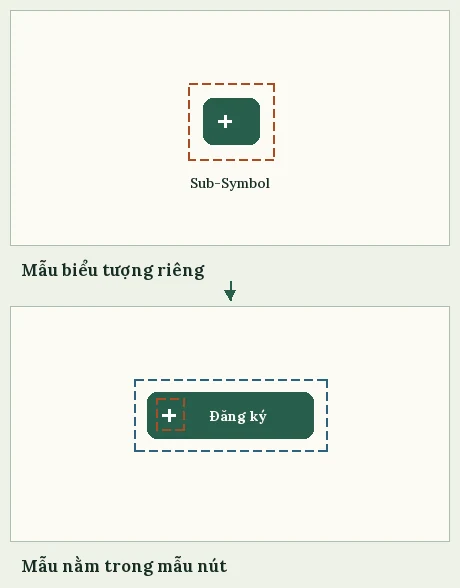 Sub-Symbol
Mẫu biểu tượng riêng
Đăng ký
Mẫu nằm trong mẫu nút